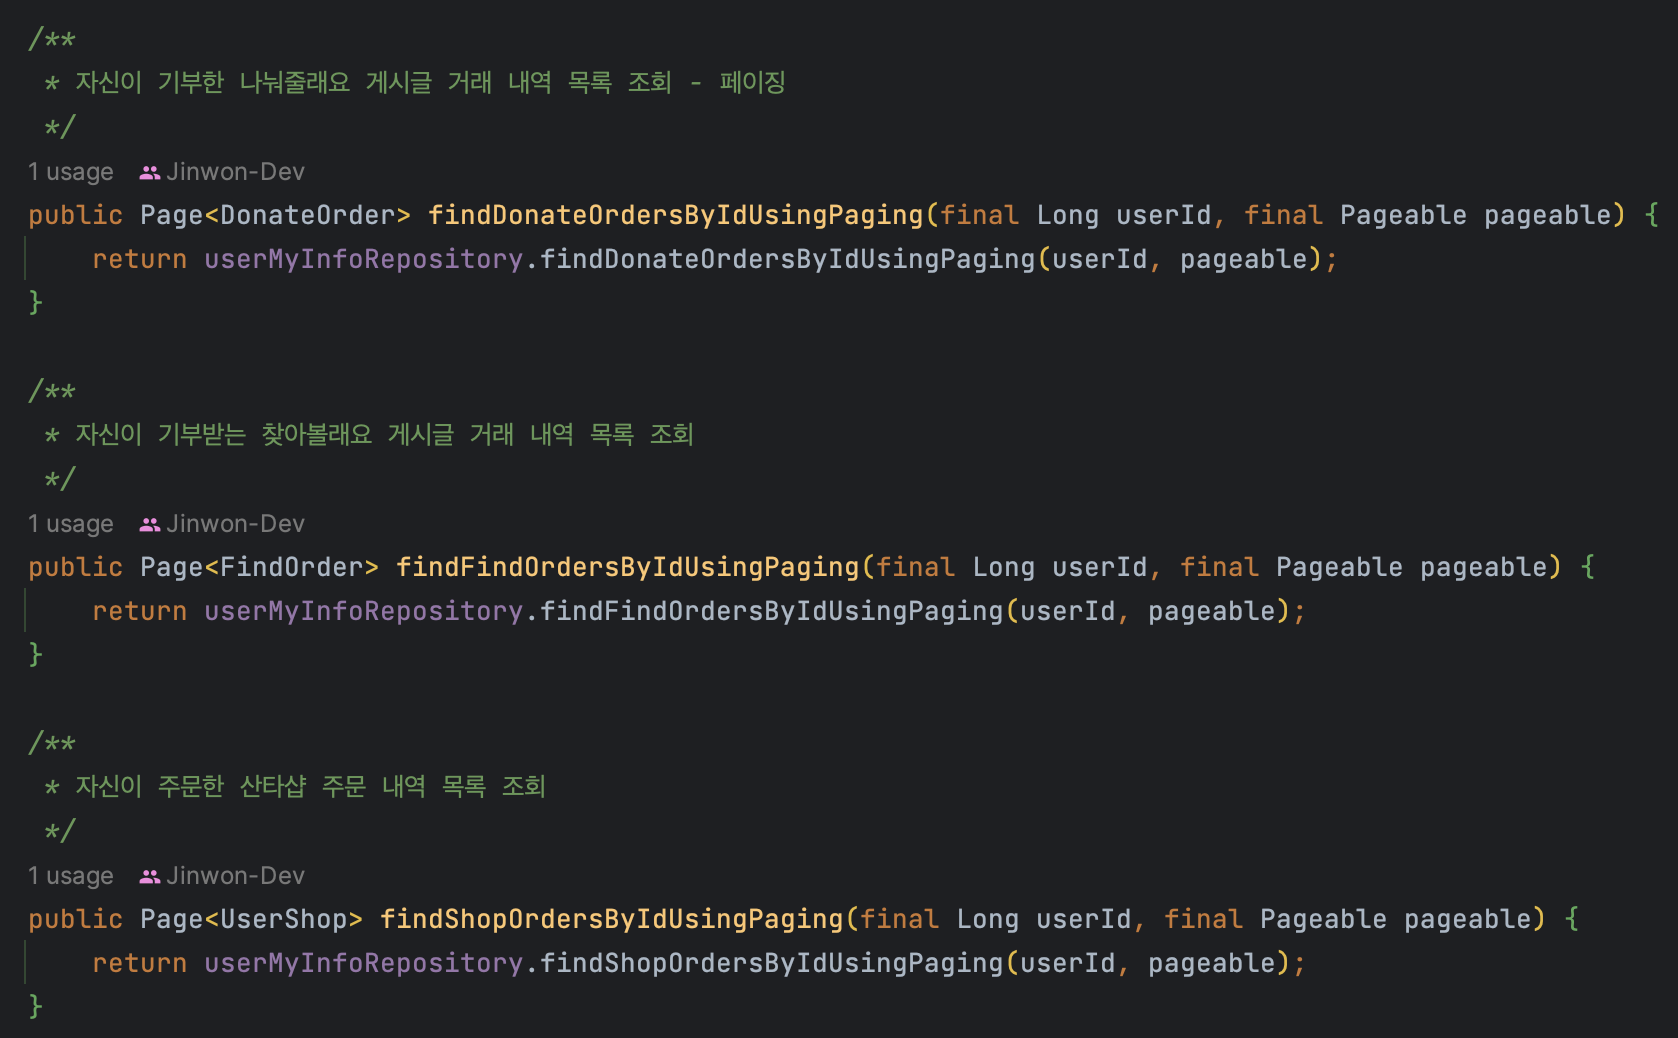 /**
 * 자신이 기부한 나눠줄래요 게시글 거래 내역 목록 조회 - 페이징
 */
1 usage Jinwon-Dev
public Page<DonateOrder> findDonateOrdersByIdUsingPaging(final Long userId, final Pageable pageable) {
    return userMyInfoRepository.findDonateOrdersByIdUsingPaging(userId, pageable);
}
/**
 * 자신이 기부받는 찾아볼래요 게시글 거래 내역 목록 조회
 */
1 usage Jinwon-Dev
public Page<FindOrder> findFindOrdersByIdUsingPaging(final Long userId, final Pageable pageable) {
    return userMyInfoRepository.findFindOrdersByIdUsingPaging(userId, pageable);
}
/**
 * 자신이 주문한 산타샵 주문 내역 목록 조회
 */
1 usage Jinwon-Dev
public Page<UserShop> findShopOrdersByIdUsingPaging(final Long userId, final Pageable pageable) {
    return userMyInfoRepository.findShopOrdersByIdUsingPaging(userId, pageable);
}